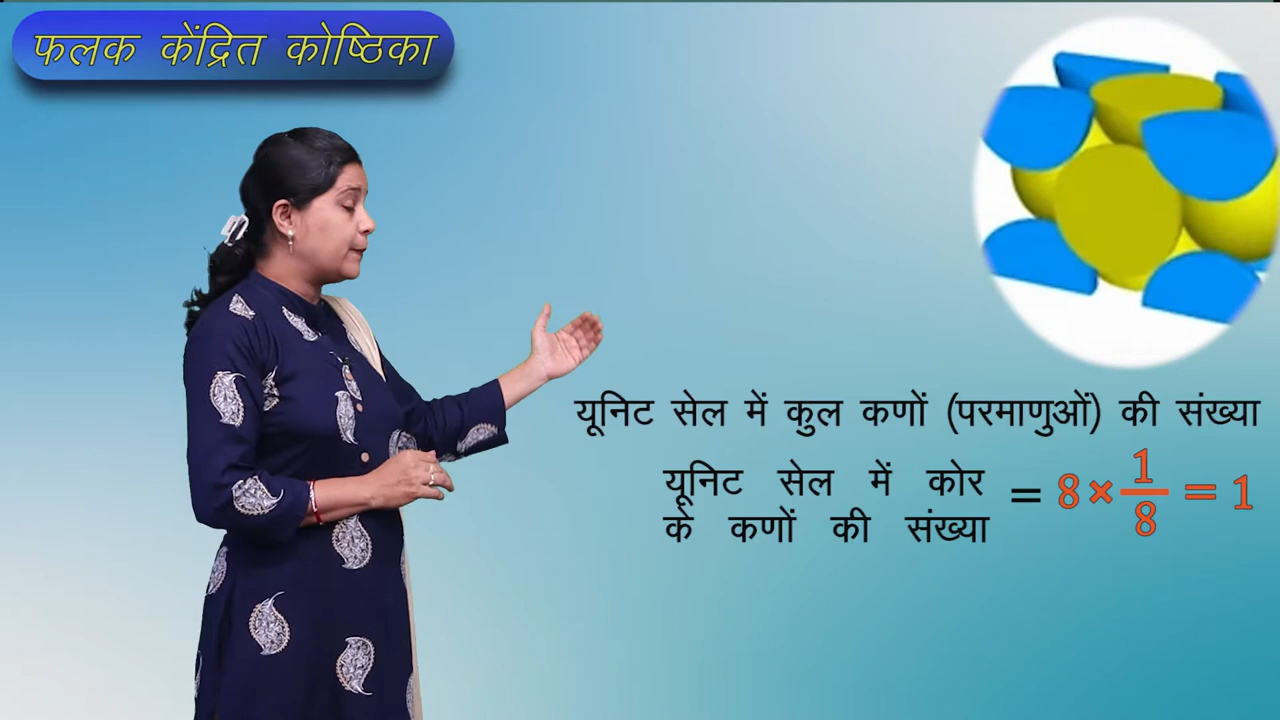 फलक केंद्रित कोष्ठिका
यूनिट सेल में कुल कणों (परमाणुओं) की संख्या
यूनिट सेल में कोर
के कणों की संख्या = 8 × 1/8 = 1